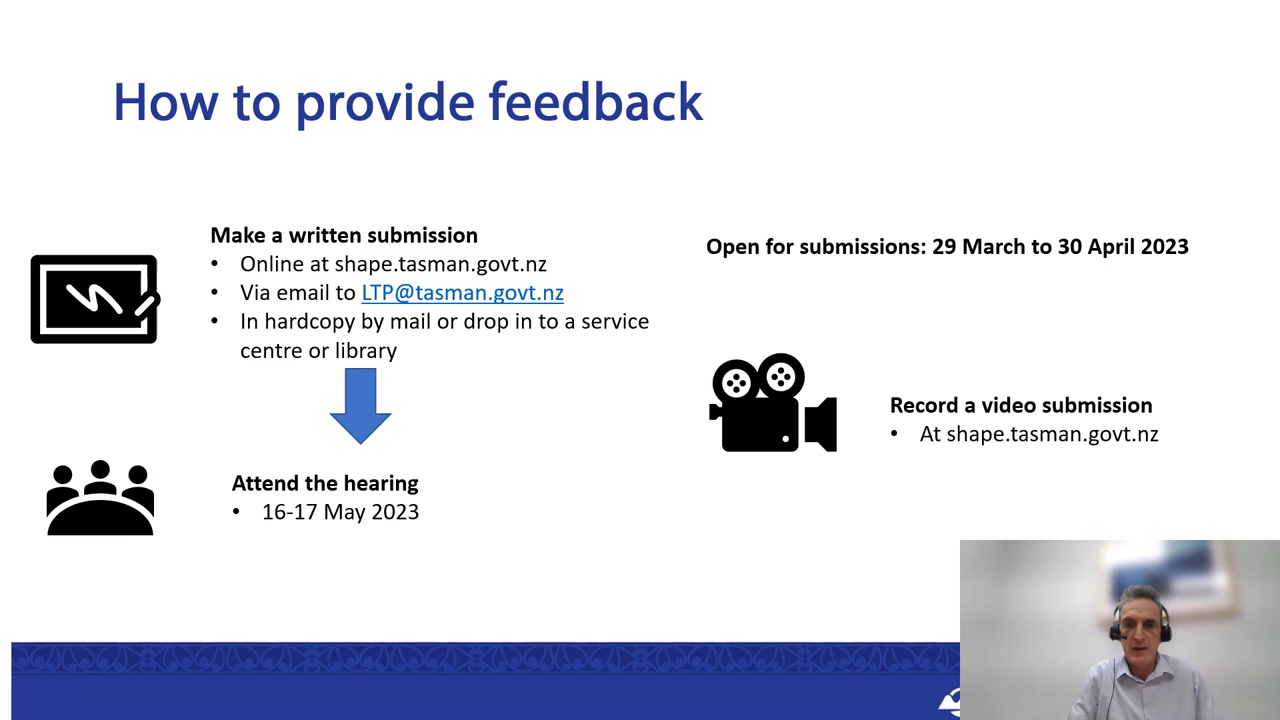 How to provide feedback
Make a written submission
• Online at shape.tasman.govt.nz
• Via email to LTP@tasman.govt.nz
• In hardcopy by mail or drop in to a service
centre or library
Attend the hearing
• 16-17 May 2023
Open for submissions: 29 March to 30 April 2023
Record a video submission
• At shape.tasman.govt.nz